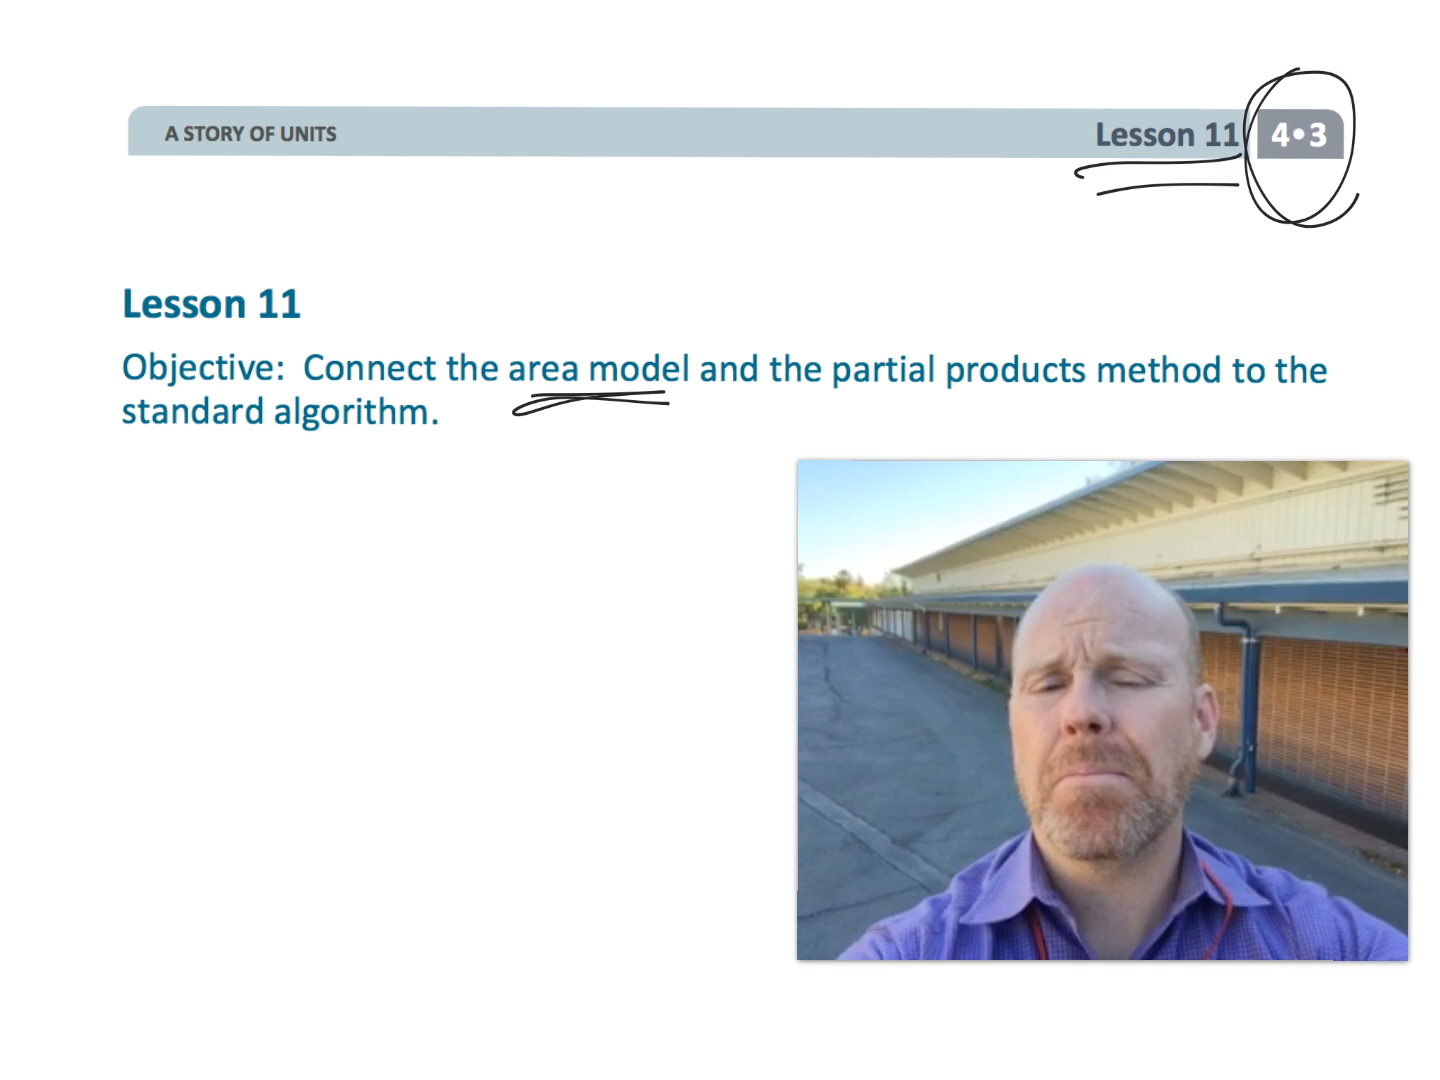 A STORY OF UNITS
Lesson 11 4•3
Lesson 11
Objective: Connect the area model and the partial products method to the
standard algorithm.